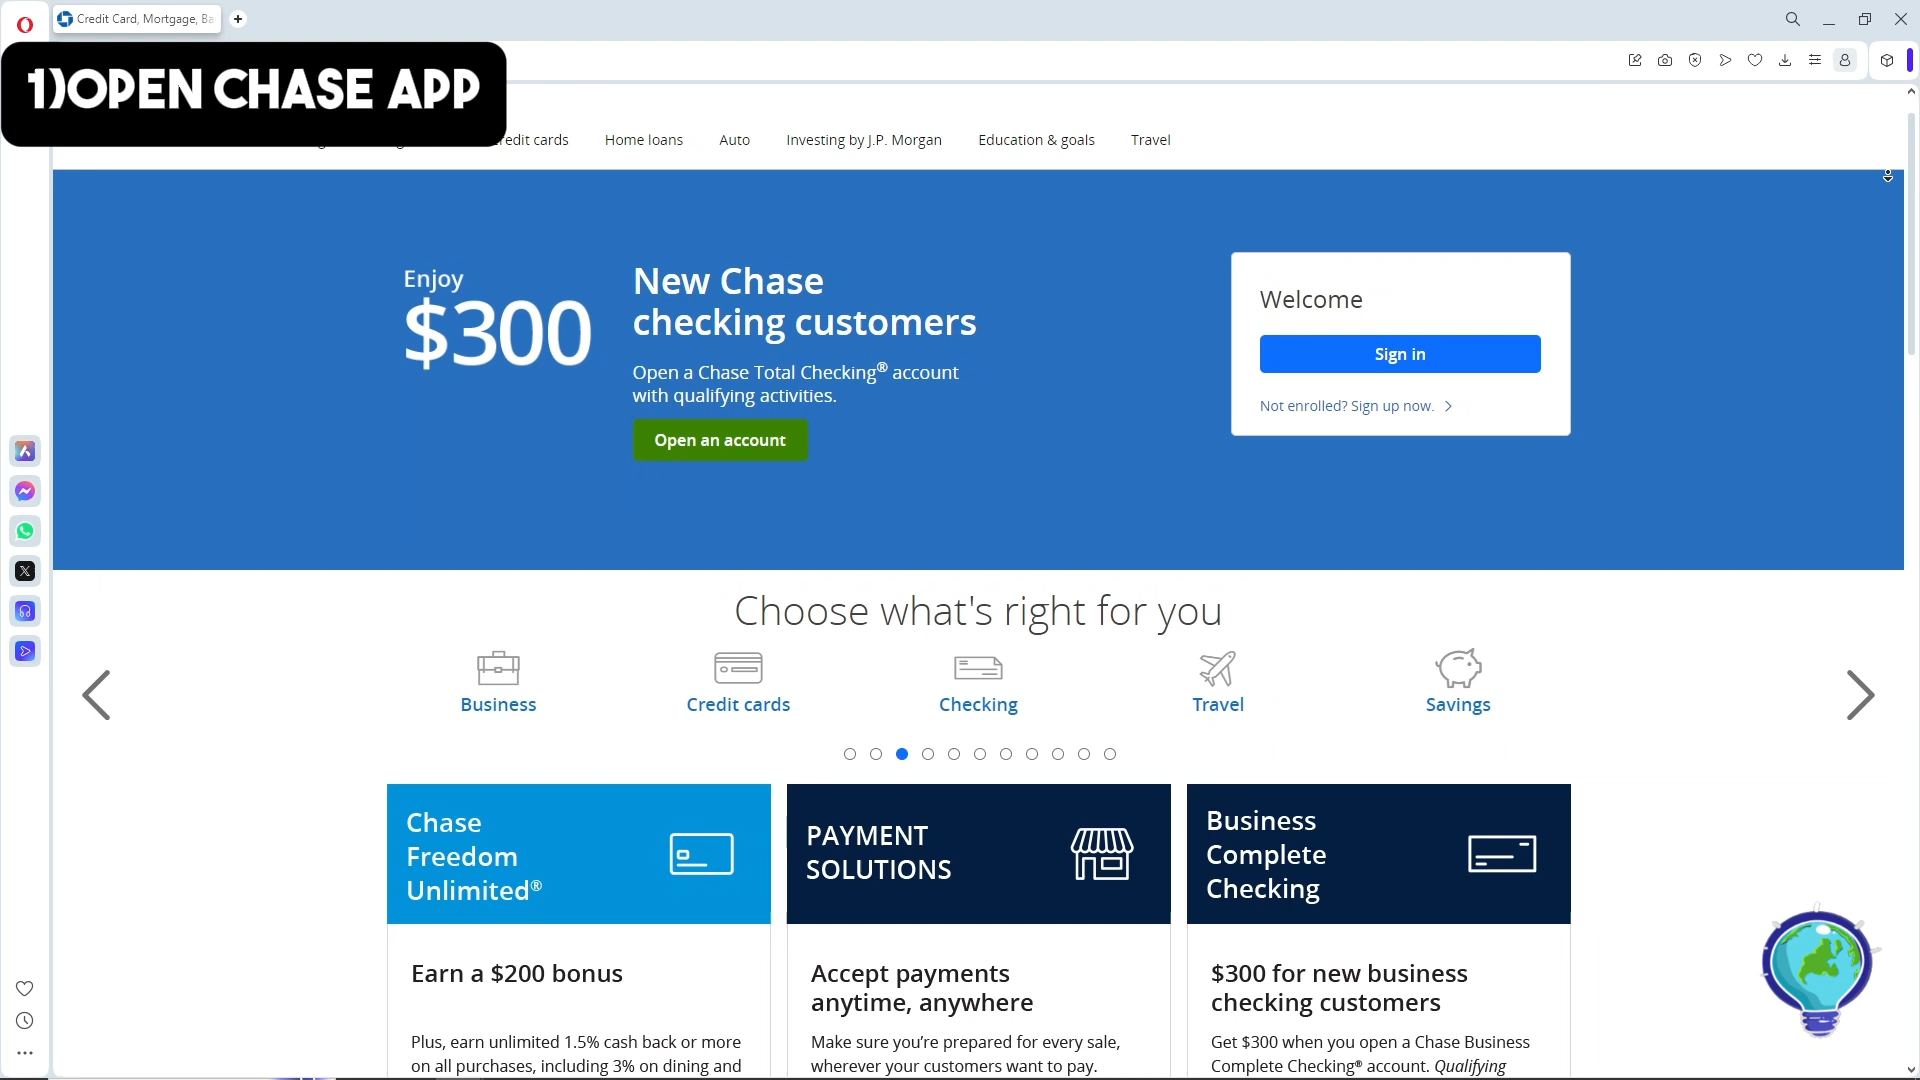 Credit Card, Mortgage, Ba
1)OPEN CHASE APP
redit cards
Home loans
Auto
Investing by J.P. Morgan
Education & goals
Travel
Enjoy
$300
New Chase
checking customers
Open a Chase Total Checking® account
with qualifying activities.
Open an account
Welcome
Sign in
Not enrolled? Sign up now.
Choose what's right for you
Business
Credit cards
Checking
Travel
Savings
Chase
Freedom
Unlimited®
PAYMENT
SOLUTIONS
Business
Complete
Checking
Earn a $200 bonus
Plus, earn unlimited 1.5% cash back or more
on all purchases, including 3% on dining and
Accept payments
anytime, anywhere
Make sure you’re prepared for every sale,
wherever your customers want to pay.
$300 for new business
checking customers
Get $300 when you open a Chase Business
Complete Checking® account. Qualifying